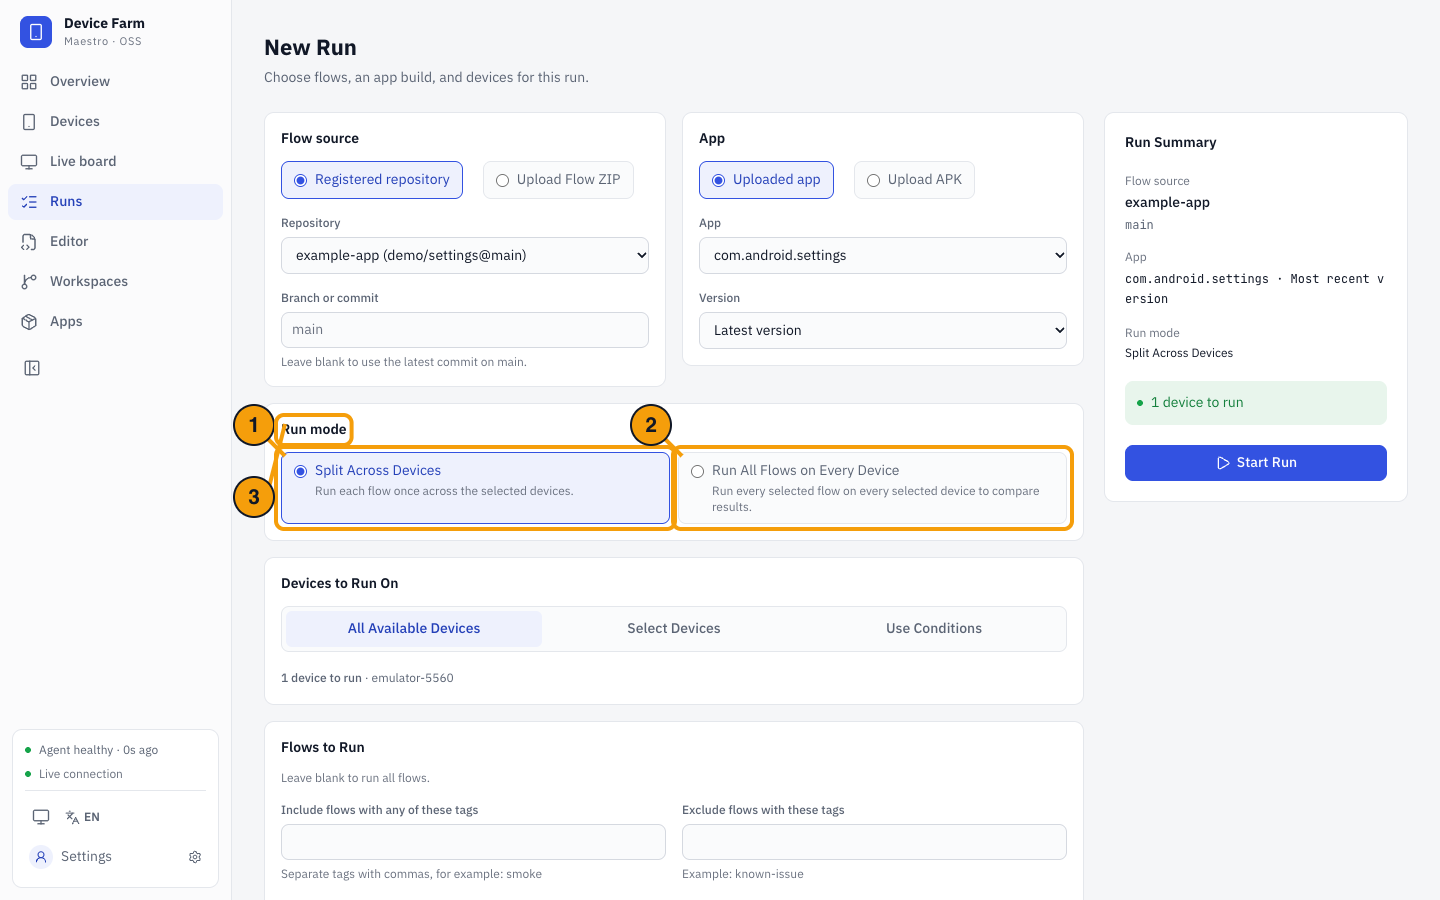 Device Farm
Maestro · OSS
Overview
Devices
Live board
Runs
Editor
Workspaces
Apps
Agent healthy · 0s ago
Live connection
EN
Settings
New Run
Choose flows, an app build, and devices for this run.
Flow source
Registered repository
Upload Flow ZIP
Repository
example-app (demo/settings@main)
Branch or commit
main
Leave blank to use the latest commit on main.
App
Uploaded app
Upload APK
App
com.android.settings
Version
Latest version
1
2
3
Run mode
Split Across Devices
Run each flow once across the selected devices.
Run All Flows on Every Device
Run every selected flow on every selected device to compare
results.
Devices to Run On
All Available Devices
Select Devices
Use Conditions
1 device to run · emulator-5560
Flows to Run
Leave blank to run all flows.
Include flows with any of these tags
Separate tags with commas, for example: smoke
Exclude flows with these tags
Example: known-issue
Run Summary
Flow source
example-app
main
App
com.android.settings · Most recent v
ersion
Run mode
Split Across Devices
1 device to run
Start Run